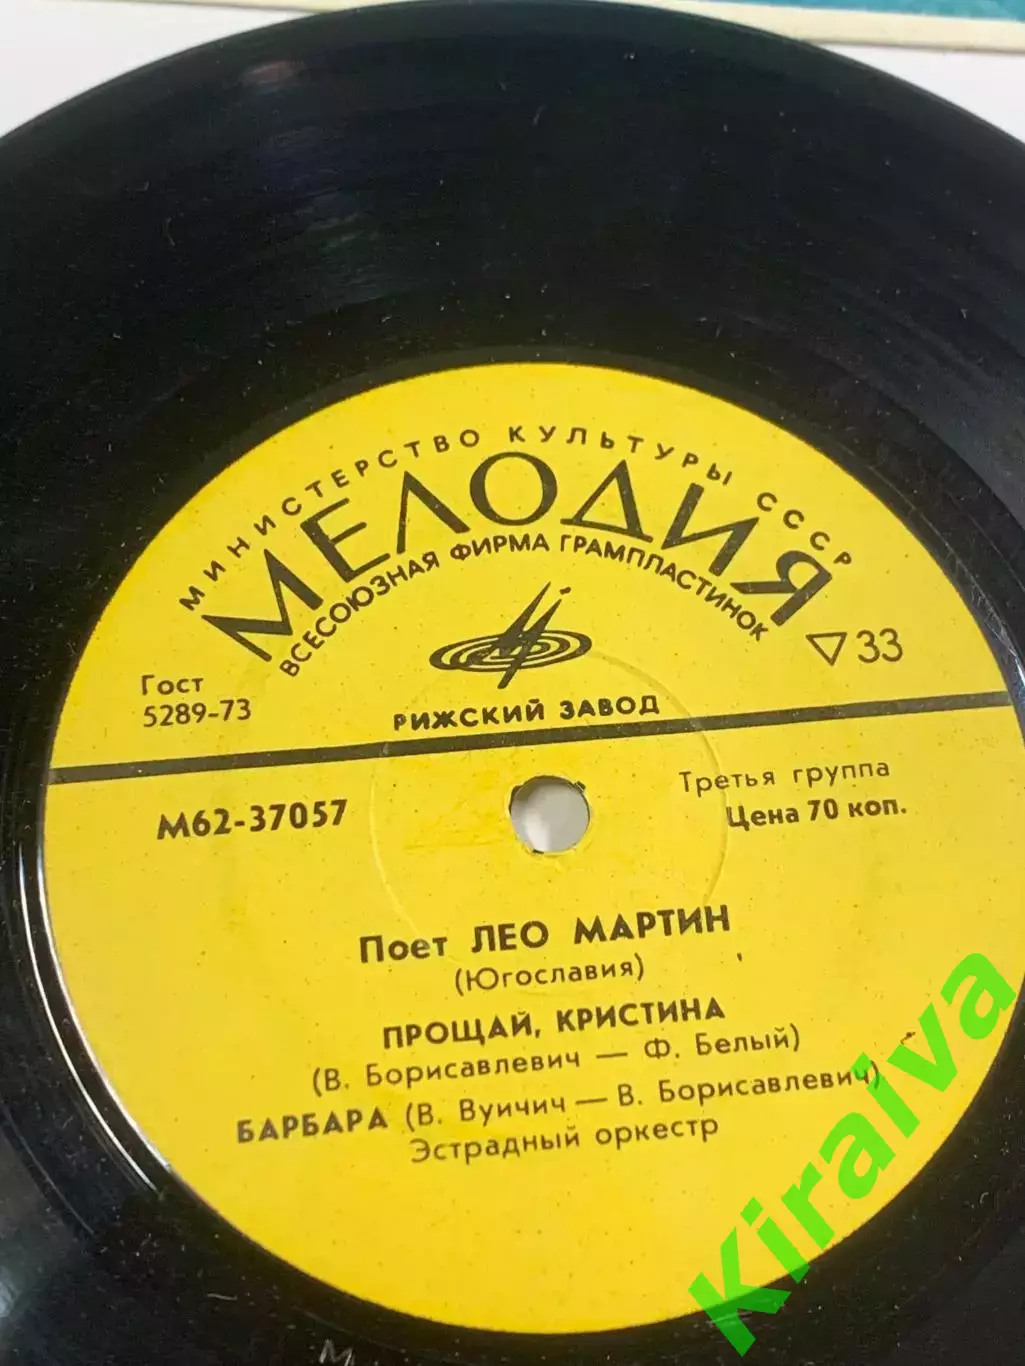 МИНИСТЕРСТВО КУЛЬТУРЫ СССР
МЕЛОДИЯ
ВСЕСОЮЗНАЯ ФИРМА ГРАМПЛАСТИНОК
33
Гост
5289-73
РИЖСКИЙ ЗАВОД
М62-37057
Третья группа
Цена 70 коп.
Поет ЛЕО МАРТИН
(Югославия)
ПРОЩАЙ, КРИСТИНА
(В. Борисавлевич — Ф. Белый)
БАРБАРА (В. Вуичич — В. Борисавлевич)
Эстрадный оркестр
Kiraiva
М